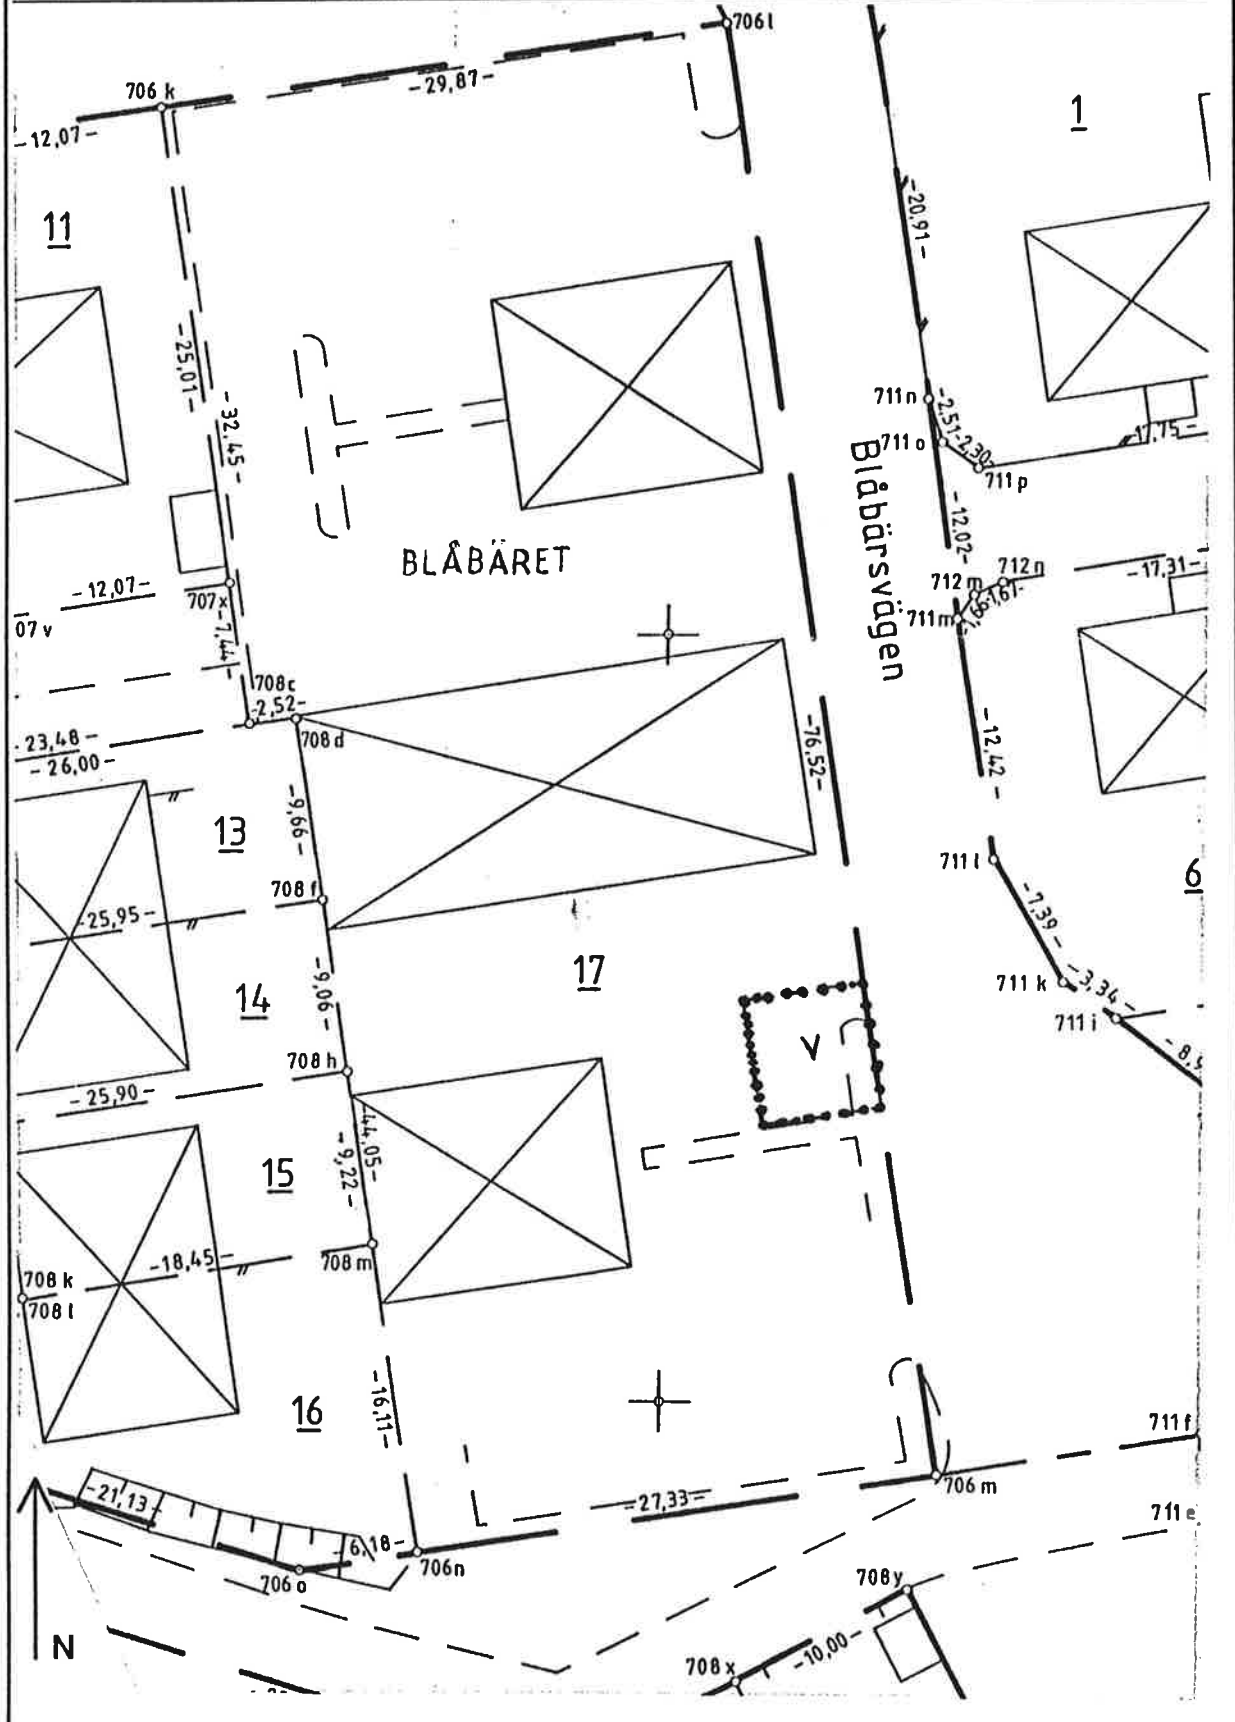 706 l
706 k
-29,87-
-12,07-
1
11
-20,91-
-25,01-
-32,45-
711 n
-2,51-
-2,30-
711 o
-17,75-
711 p
Blåbärsvägen
-12,02-
BLÅBÄRET
-12,07-
707 x
712 n
-17,31-
712 m
-1,67-
-1,66-
711 m
07 v
-7,44-
708 c
-2,52-
708 d
-23,48-
-26,00-
-76,52-
-12,42-
-9,66-
13
711 l
6
708 f
-25,95-
-7,39-
-9,06-
17
14
711 k
-3,34-
711 i
V
708 h
-25,90-
-44,05-
-9,22-
15
708 m
-18,45-
708 k
708 l
-16,11-
16
711 f
-21,13-
-27,33-
706 m
711 e
-6,18-
706 n
706 o
708 y
N
-10,00-
708 x